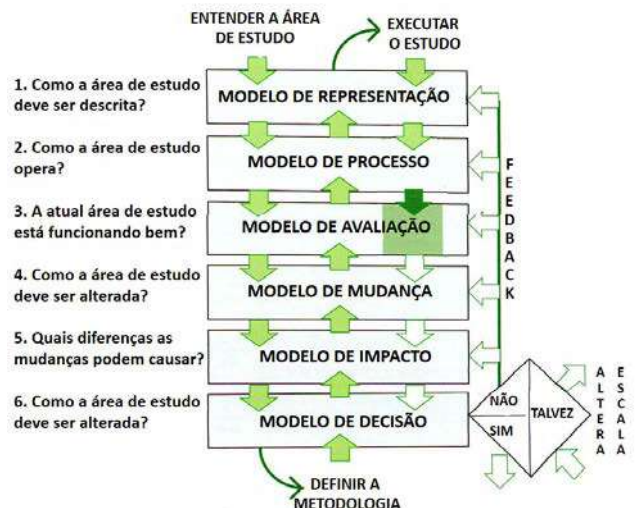 ENTENDER A ÁREA
DE ESTUDO
EXECUTAR
O ESTUDO
1. Como a área de estudo
deve ser descrita?
MODELO DE REPRESENTAÇÃO
2. Como a área de estudo
opera?
MODELO DE PROCESSO
3. A atual área de estudo
está funcionando bem?
MODELO DE AVALIAÇÃO
4. Como a área de estudo
deve ser alterada?
MODELO DE MUDANÇA
5. Quais diferenças as
mudanças podem causar?
MODELO DE IMPACTO
6. Como a área de estudo
deve ser alterada?
MODELO DE DECISÃO
FEEDBACK
NÃO
TALVEZ
SIM
ALTERA
ESCALA
DEFINIR A
METODOLOGIA